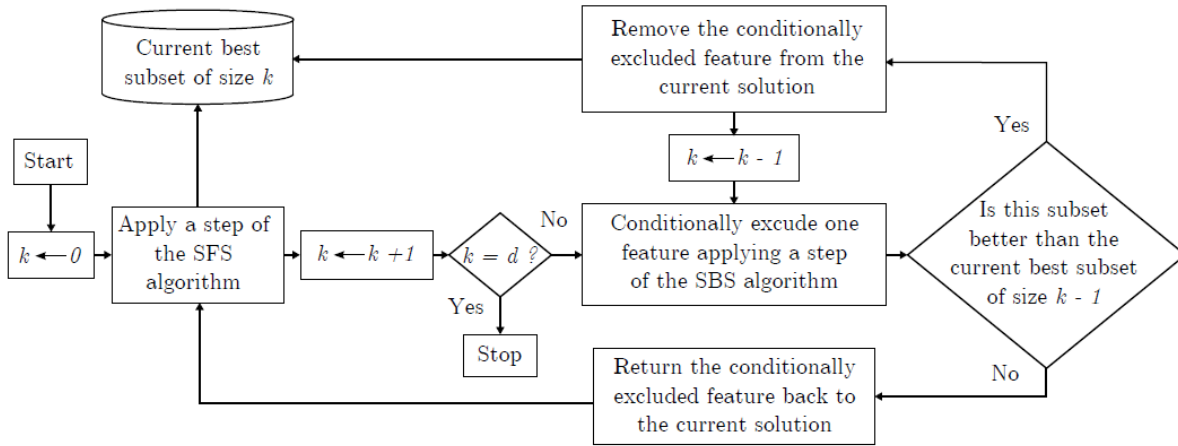 Current best
subset of size k
Remove the conditionally
excluded feature from the
current solution
Yes
Start
k ← k - 1
k ← 0
Apply a step of
the SFS
algorithm
k ← k +1
k = d ?
No
Yes
Stop
Conditionally excude one
feature applying a step
of the SBS algorithm
Is this subset
better than the
current best subset
of size k - 1
No
Return the conditionally
excluded feature back to
the current solution